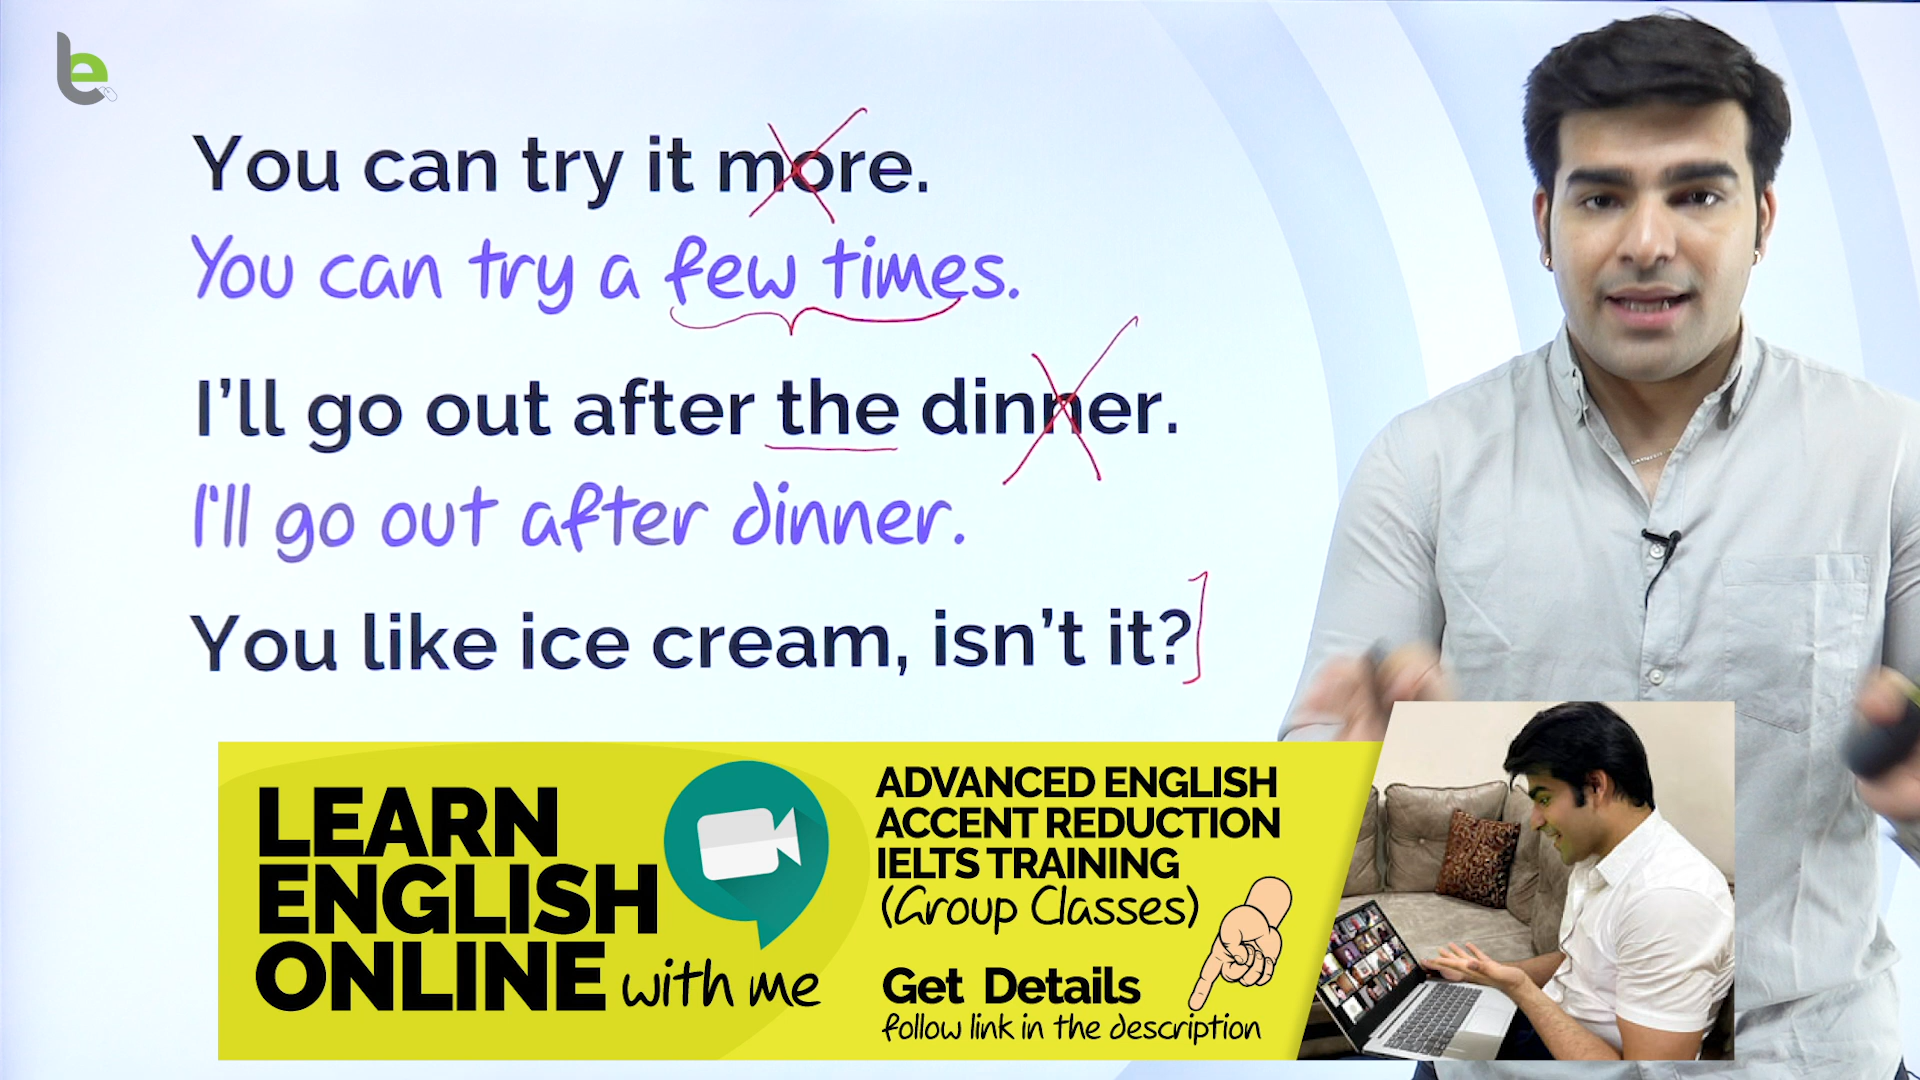 be
You can try it more.
You can try a few times.
I'll go out after the dinner.
I'll go out after dinner.
You like ice cream, isn't it?
LEARN
ENGLISH
ONLINE with me
ADVANCED ENGLISH
ACCENT REDUCTION
IELTS TRAINING
(Group Classes)
Get Details
follow link in the description